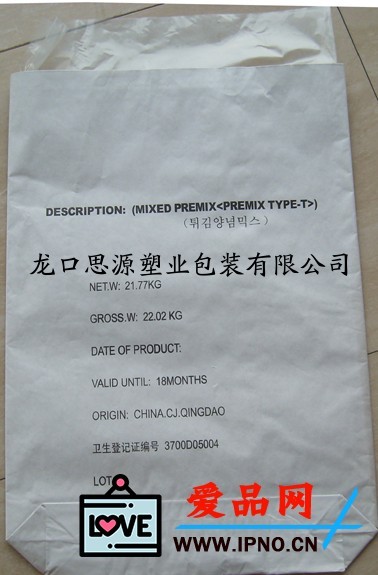 DESCRIPTION: (MIXED PREMIX<PREMIX TYPE-T>)
(튀김양념믹스)
龙口思源塑业包装有限公司
NET.W: 21.77KG
GROSS.W: 22.02 KG
DATE OF PRODUCT:
VALID UNTIL: 18MONTHS
ORIGIN: CHINA.CJ.QINGDAO
卫生登记证编号 3700D05004
LOT
LOVE
爱品网
WWW.IPNO.CN